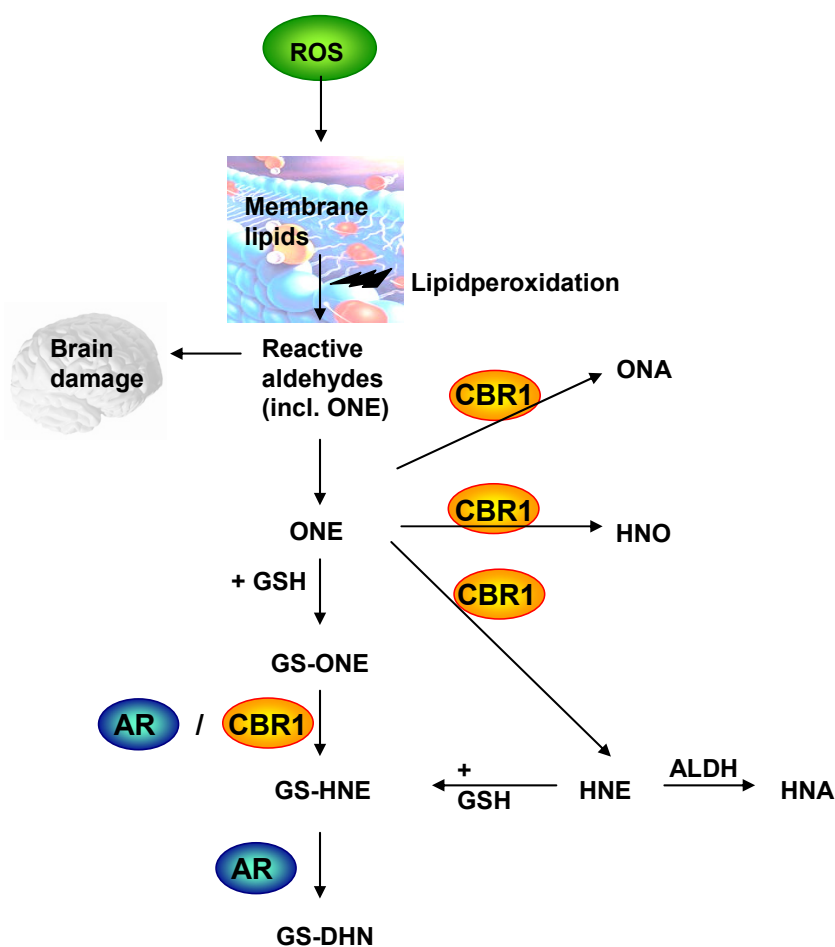 ROS
Membrane
lipids
Lipidperoxidation
Brain
damage
Reactive
aldehydes
(incl. ONE)
CBR1
ONA
ONE
CBR1
HNO
CBR1
+ GSH
GS-ONE
AR / CBR1
GS-HNE
+
GSH
HNE
ALDH
HNA
AR
GS-DHN